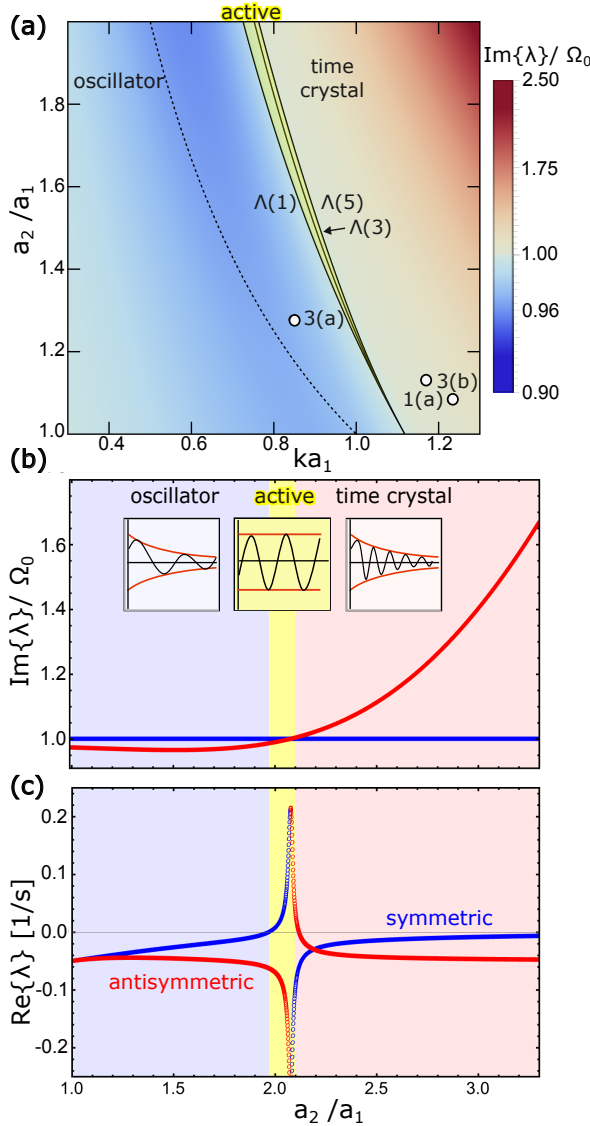 active
(a)
oscillator
time
crystal
Im{λ}/ Ω₀
2.50
1.75
1.00
0.96
0.90
1.8
1.6
1.4
1.2
1.0
a₂/a₁
Λ(1)
Λ(5)
Λ(3)
3(a)
3(b)
1(a)
0.4
0.6
0.8
1.0
1.2
ka₁
(b)
oscillator
active
time crystal
1.6
1.4
1.2
1.0
Im{λ}/ Ω₀
(c)
0.2
0.1
0.0
-0.1
-0.2
Re{λ} [1/s]
symmetric
antisymmetric
1.0
1.5
2.0
2.5
3.0
a₂/a₁